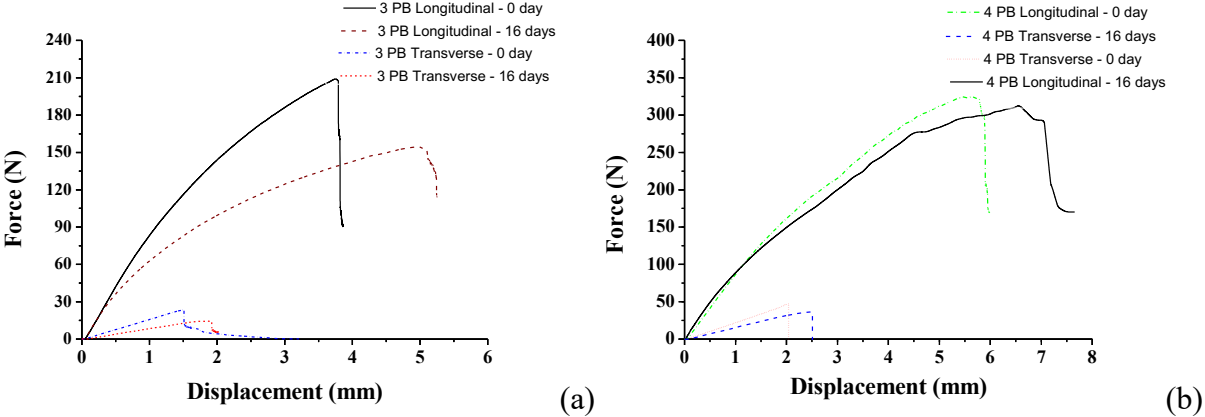 3 PB Longitudinal - 0 day
3 PB Longitudinal - 16 days
3 PB Transverse - 0 day
3 PB Transverse - 16 days
240
210
180
150
120
90
60
30
0
Force (N)
0 1 2 3 4 5 6
Displacement (mm)
(a)
4 PB Longitudinal - 0 day
4 PB Transverse - 16 days
4 PB Transverse - 0 day
4 PB Longitudinal - 16 days
400
350
300
250
200
150
100
50
0
Force (N)
0 1 2 3 4 5 6 7 8
Displacement (mm)
(b)